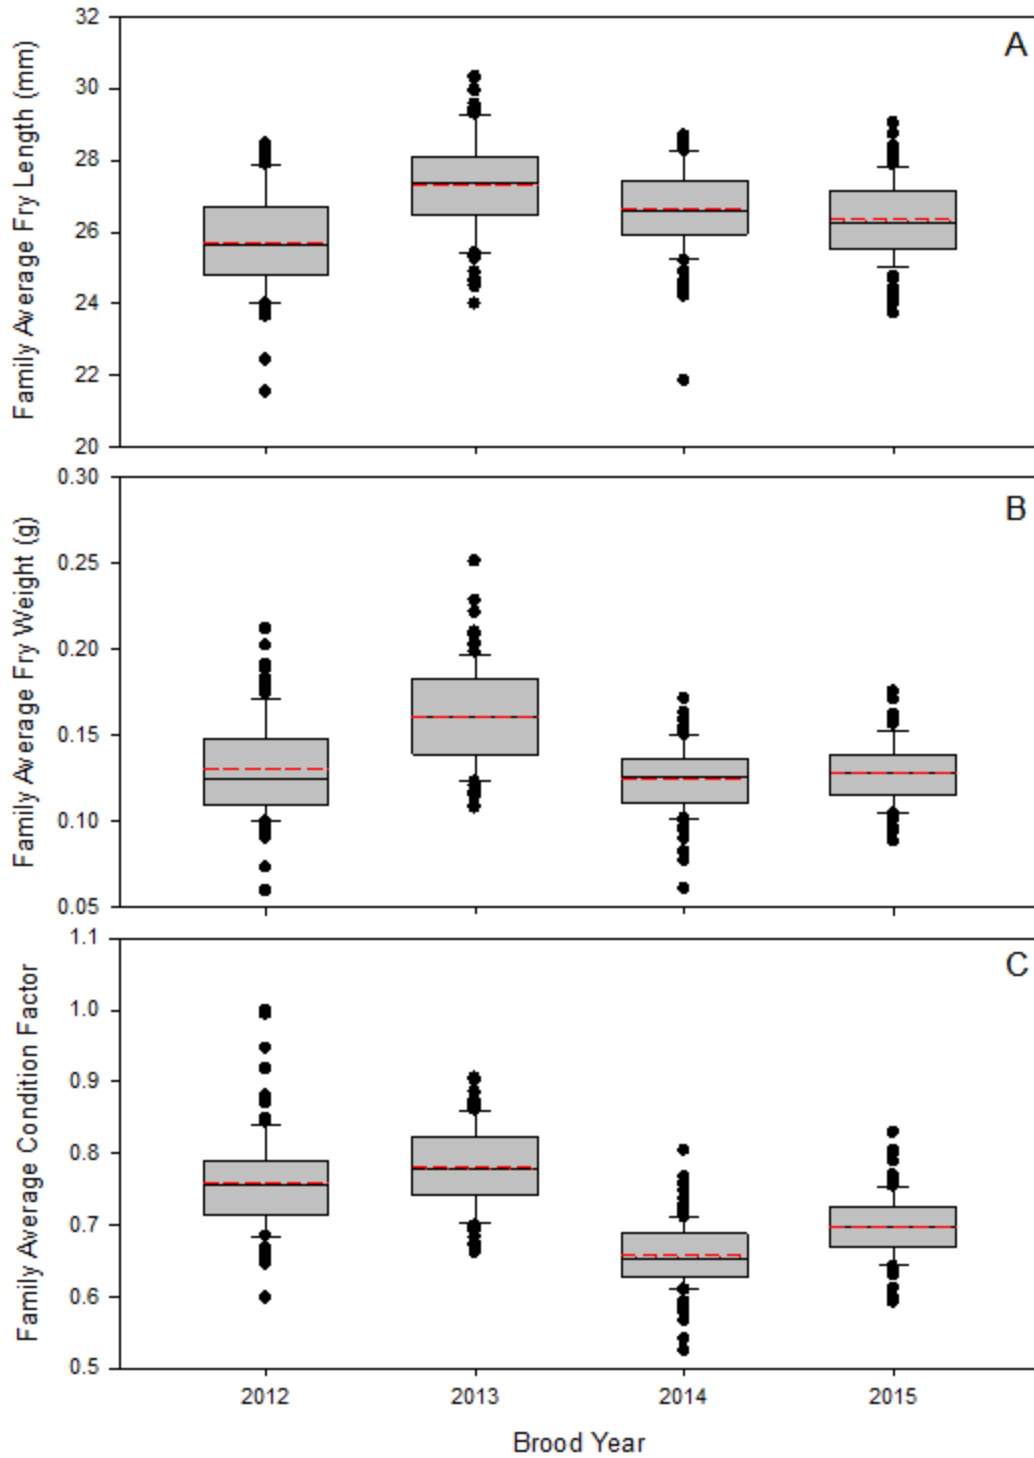 A
Family Average Fry Length (mm)
32
30
28
26
24
22
20
B
Family Average Fry Weight (g)
0.30
0.25
0.20
0.15
0.10
0.05
C
Family Average Condition Factor
1.1
1.0
0.9
0.8
0.7
0.6
0.5
2012 2013 2014 2015
Brood Year